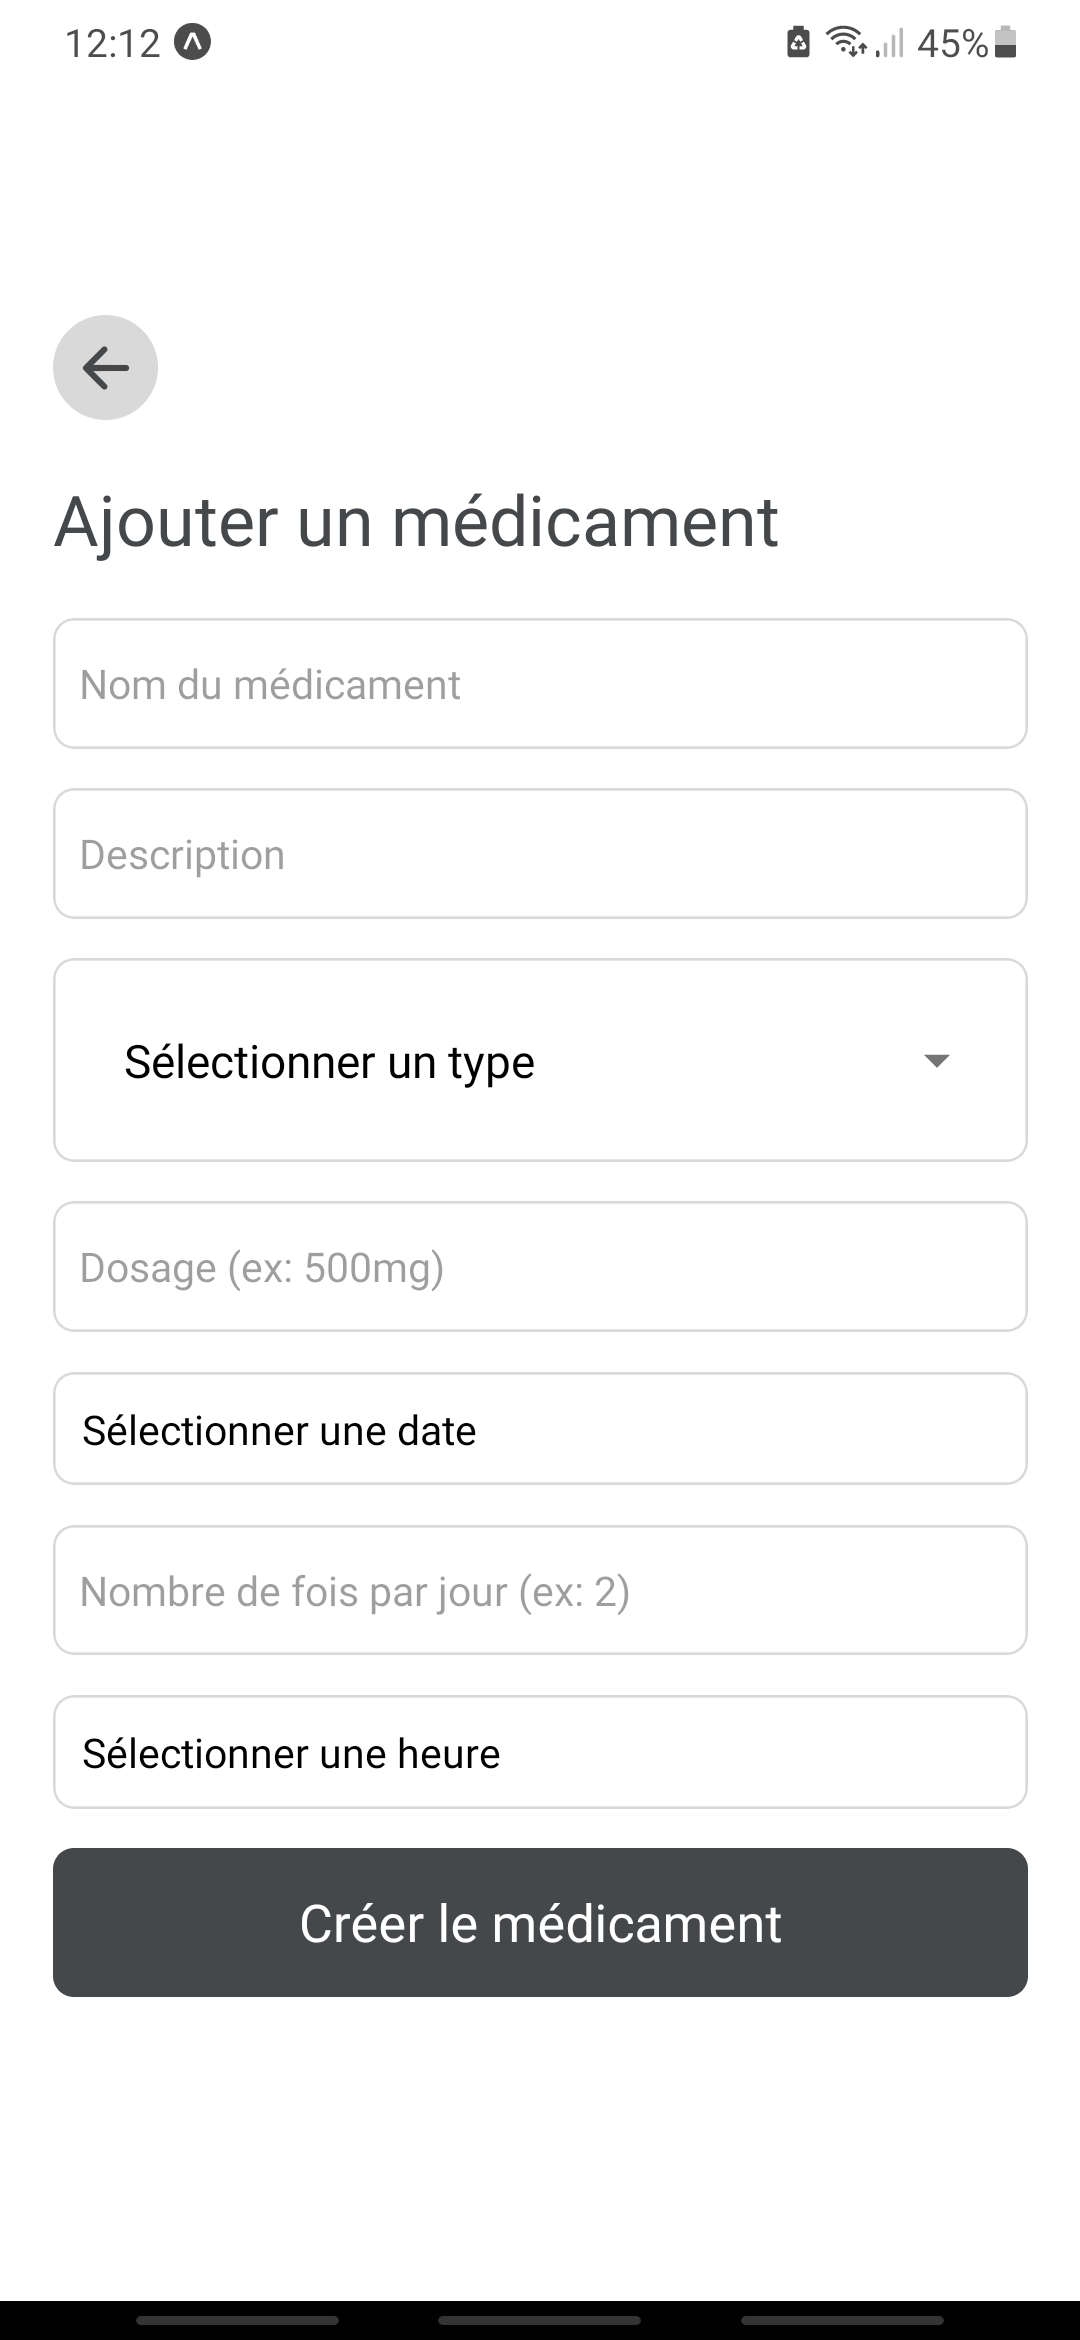 12:12
45%
Ajouter un médicament
Nom du médicament
Description
Sélectionner un type
Dosage (ex: 500mg)
Sélectionner une date
Nombre de fois par jour (ex: 2)
Sélectionner une heure
Créer le médicament